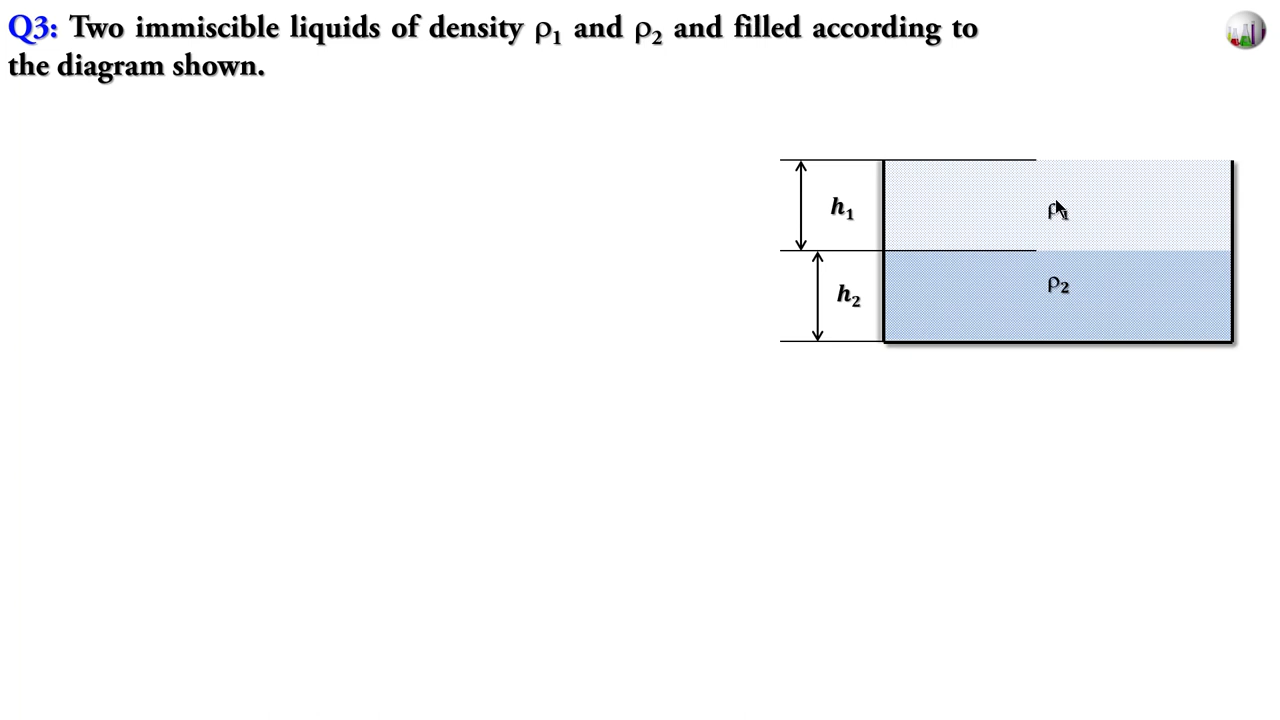 Q3: Two immiscible liquids of density ρ₁ and ρ₂ and filled according to
the diagram shown.
h₁
h₂
ρ₂